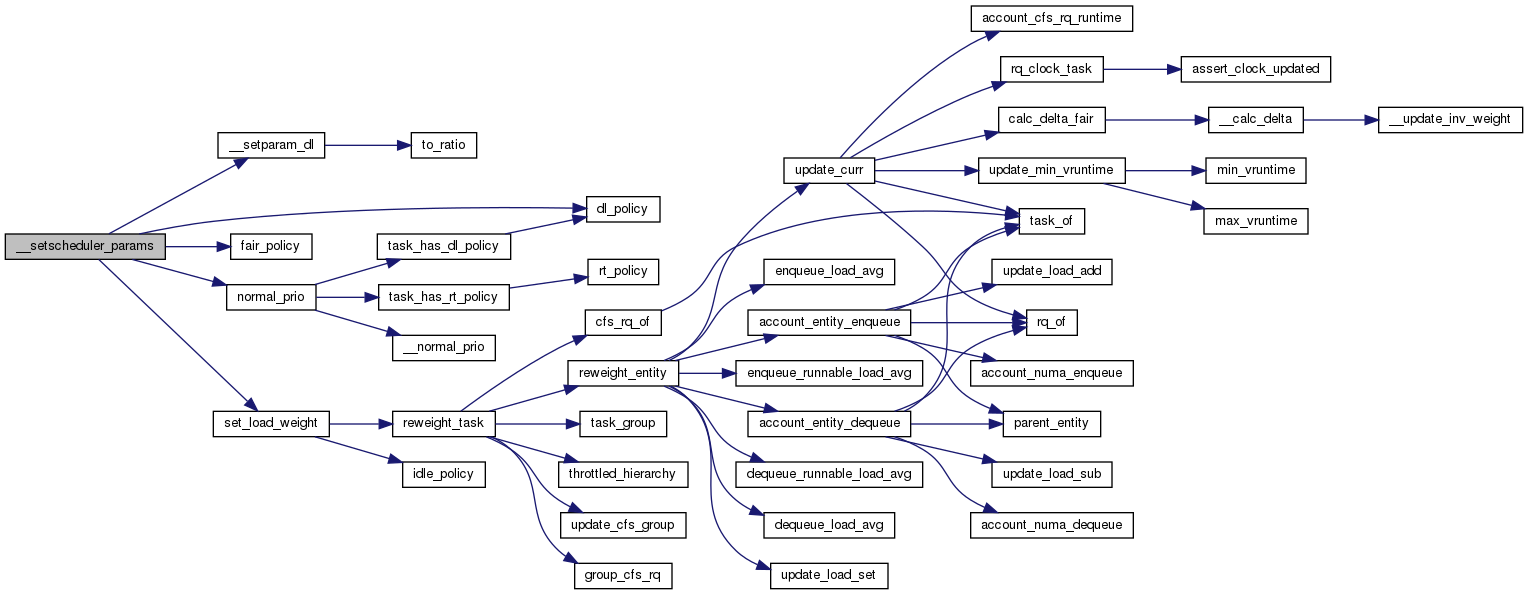 __setscheduler_params
__setparam_dl
to_ratio
fair_policy
normal_prio
set_load_weight
task_has_dl_policy
task_has_rt_policy
__normal_prio
reweight_task
idle_policy
dl_policy
rt_policy
cfs_rq_of
reweight_entity
task_group
throttled_hierarchy
update_cfs_group
group_cfs_rq
update_curr
enqueue_load_avg
account_entity_enqueue
enqueue_runnable_load_avg
account_entity_dequeue
dequeue_runnable_load_avg
dequeue_load_avg
update_load_set
account_cfs_rq_runtime
rq_clock_task
calc_delta_fair
update_min_vruntime
task_of
update_load_add
rq_of
account_numa_enqueue
parent_entity
update_load_sub
account_numa_dequeue
assert_clock_updated
__calc_delta
min_vruntime
max_vruntime
__update_inv_weight